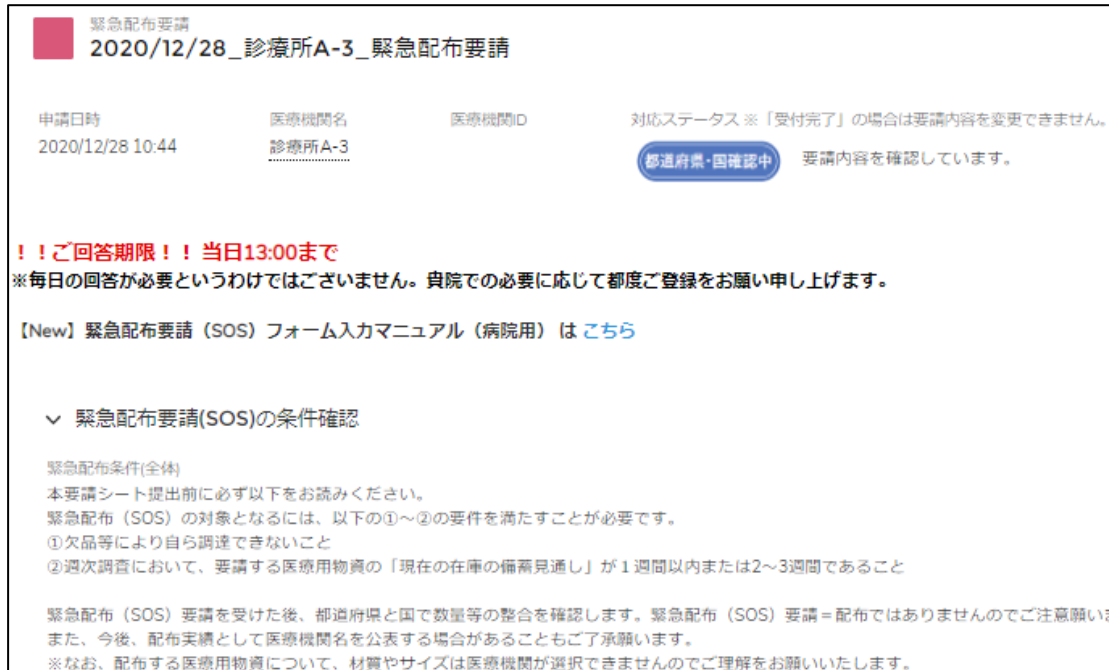 緊急配布要請
2020/12/28_診療所A-3_緊急配布要請
申請日時
医療機関名
医療機関ID
対応ステータス ※「受付完了」の場合は要請内容を変更できません。
2020/12/28 10:44
診療所A-3
都道府県・国確認中
要請内容を確認しています。
！！ご回答期限！！ 当日13:00まで
※毎日の回答が必要というわけではございません。貴院での必要に応じて都度ご登録をお願い申し上げます。
【New】緊急配布要請（SOS）フォーム入力マニュアル（病院用） は こちら
緊急配布要請(SOS)の条件確認
緊急配布条件(全体)
本要請シート提出前に必ず以下をお読みください。
緊急配布（SOS）の対象となるには、以下の①～②の要件を満たすことが必要です。
①欠品等により自ら調達できないこと
②週次調査において、要請する医療用物資の「現在の在庫の備蓄見通し」が１週間以内または2～3週間であること
緊急配布（SOS）要請を受けた後、都道府県と国で数量等の整合を確認します。緊急配布（SOS）要請＝配布ではありませんのでご注意願い
また、今後、配布実績として医療機関名を公表する場合があることもご了承願います。
※なお、配布する医療用物資について、材質やサイズは医療機関が選択できませんのでご理解をお願いいたします。